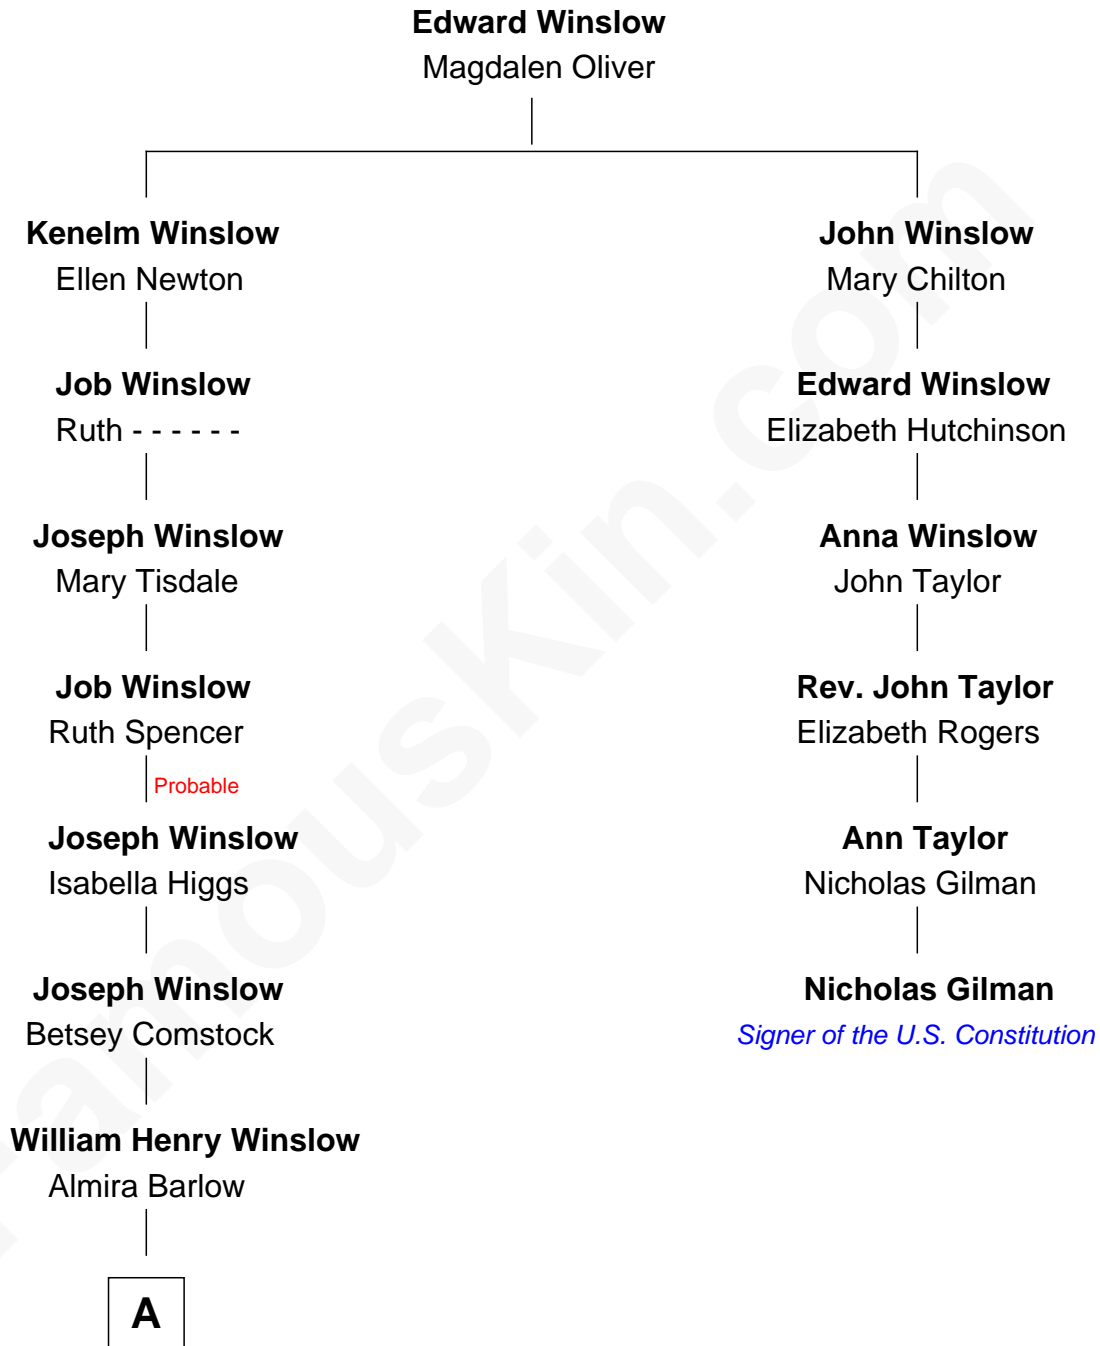 Edward Winslow
Magdalen Oliver
Kenelm Winslow
Ellen Newton
John Winslow
Mary Chilton
Job Winslow
Ruth - - - - - -
Edward Winslow
Elizabeth Hutchinson
Joseph Winslow
Mary Tisdale
Anna Winslow
John Taylor
Job Winslow
Ruth Spencer
Rev. John Taylor
Elizabeth Rogers
Probable
Joseph Winslow
Isabella Higgs
Ann Taylor
Nicholas Gilman
Joseph Winslow
Betsey Comstock
Nicholas Gilman
Signer of the U.S. Constitution
William Henry Winslow
Almira Barlow
A
FamousKin.com